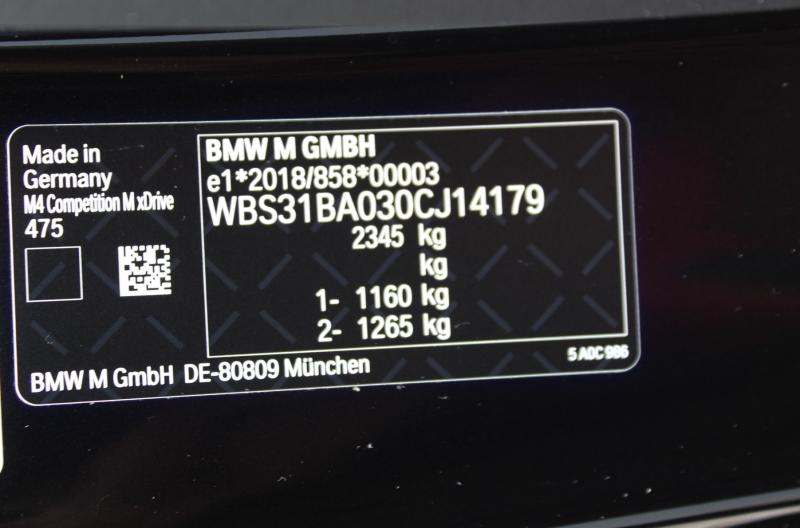 Made in
Germany
M4 Competition M xDrive
475
BMW M GMBH
e1*2018/858*00003
WBS31BA030CJ14179
2345 kg
kg
1- 1160 kg
2- 1265 kg
5 A0C 9B6
BMW M GmbH DE-80809 München